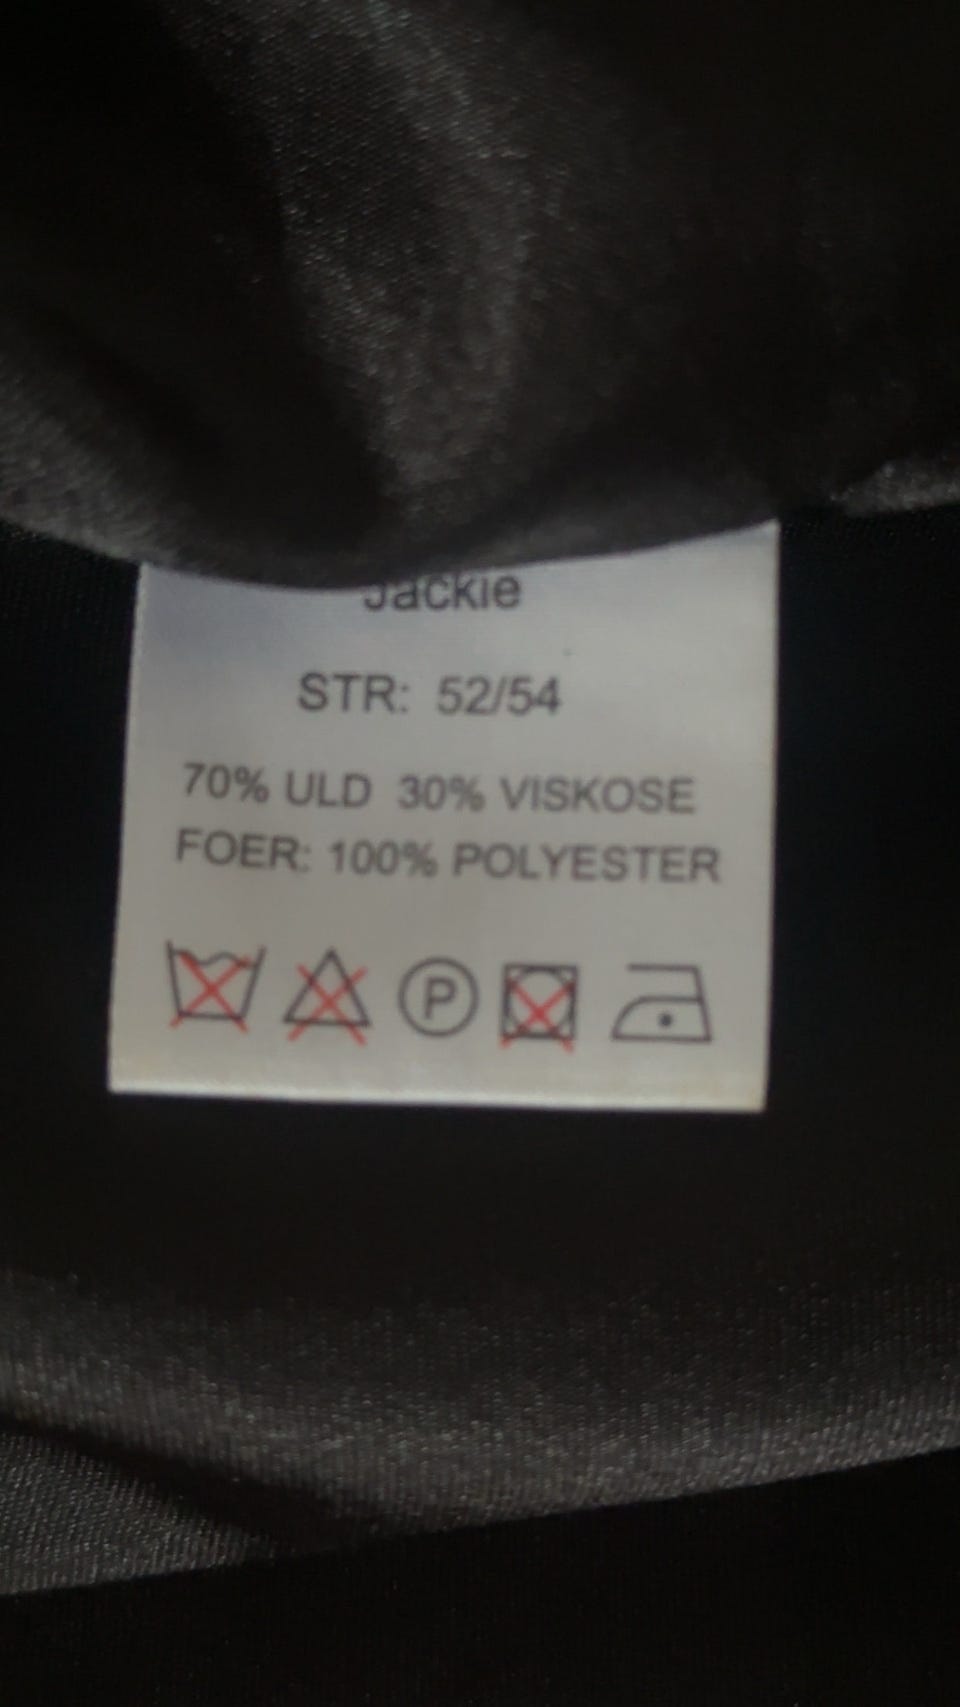 Jackie
STR: 52/54
70% ULD 30% VISKOSE
FOER: 100% POLYESTER
P